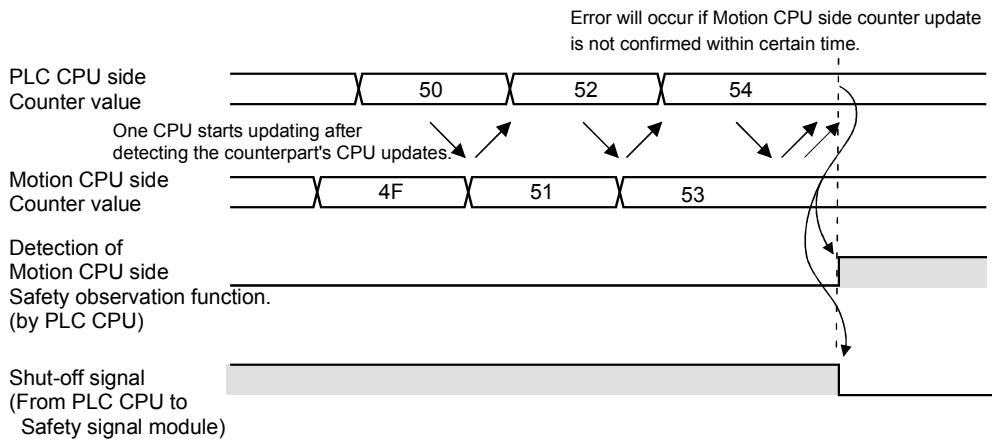 Error will occur if Motion CPU side counter update
is not confirmed within certain time.
PLC CPU side
Counter value
50
52
54
One CPU starts updating after
detecting the counterpart's CPU updates.
Motion CPU side
Counter value
4F
51
53
Detection of
Motion CPU side
Safety observation function.
(by PLC CPU)
Shut-off signal
(From PLC CPU to
Safety signal module)